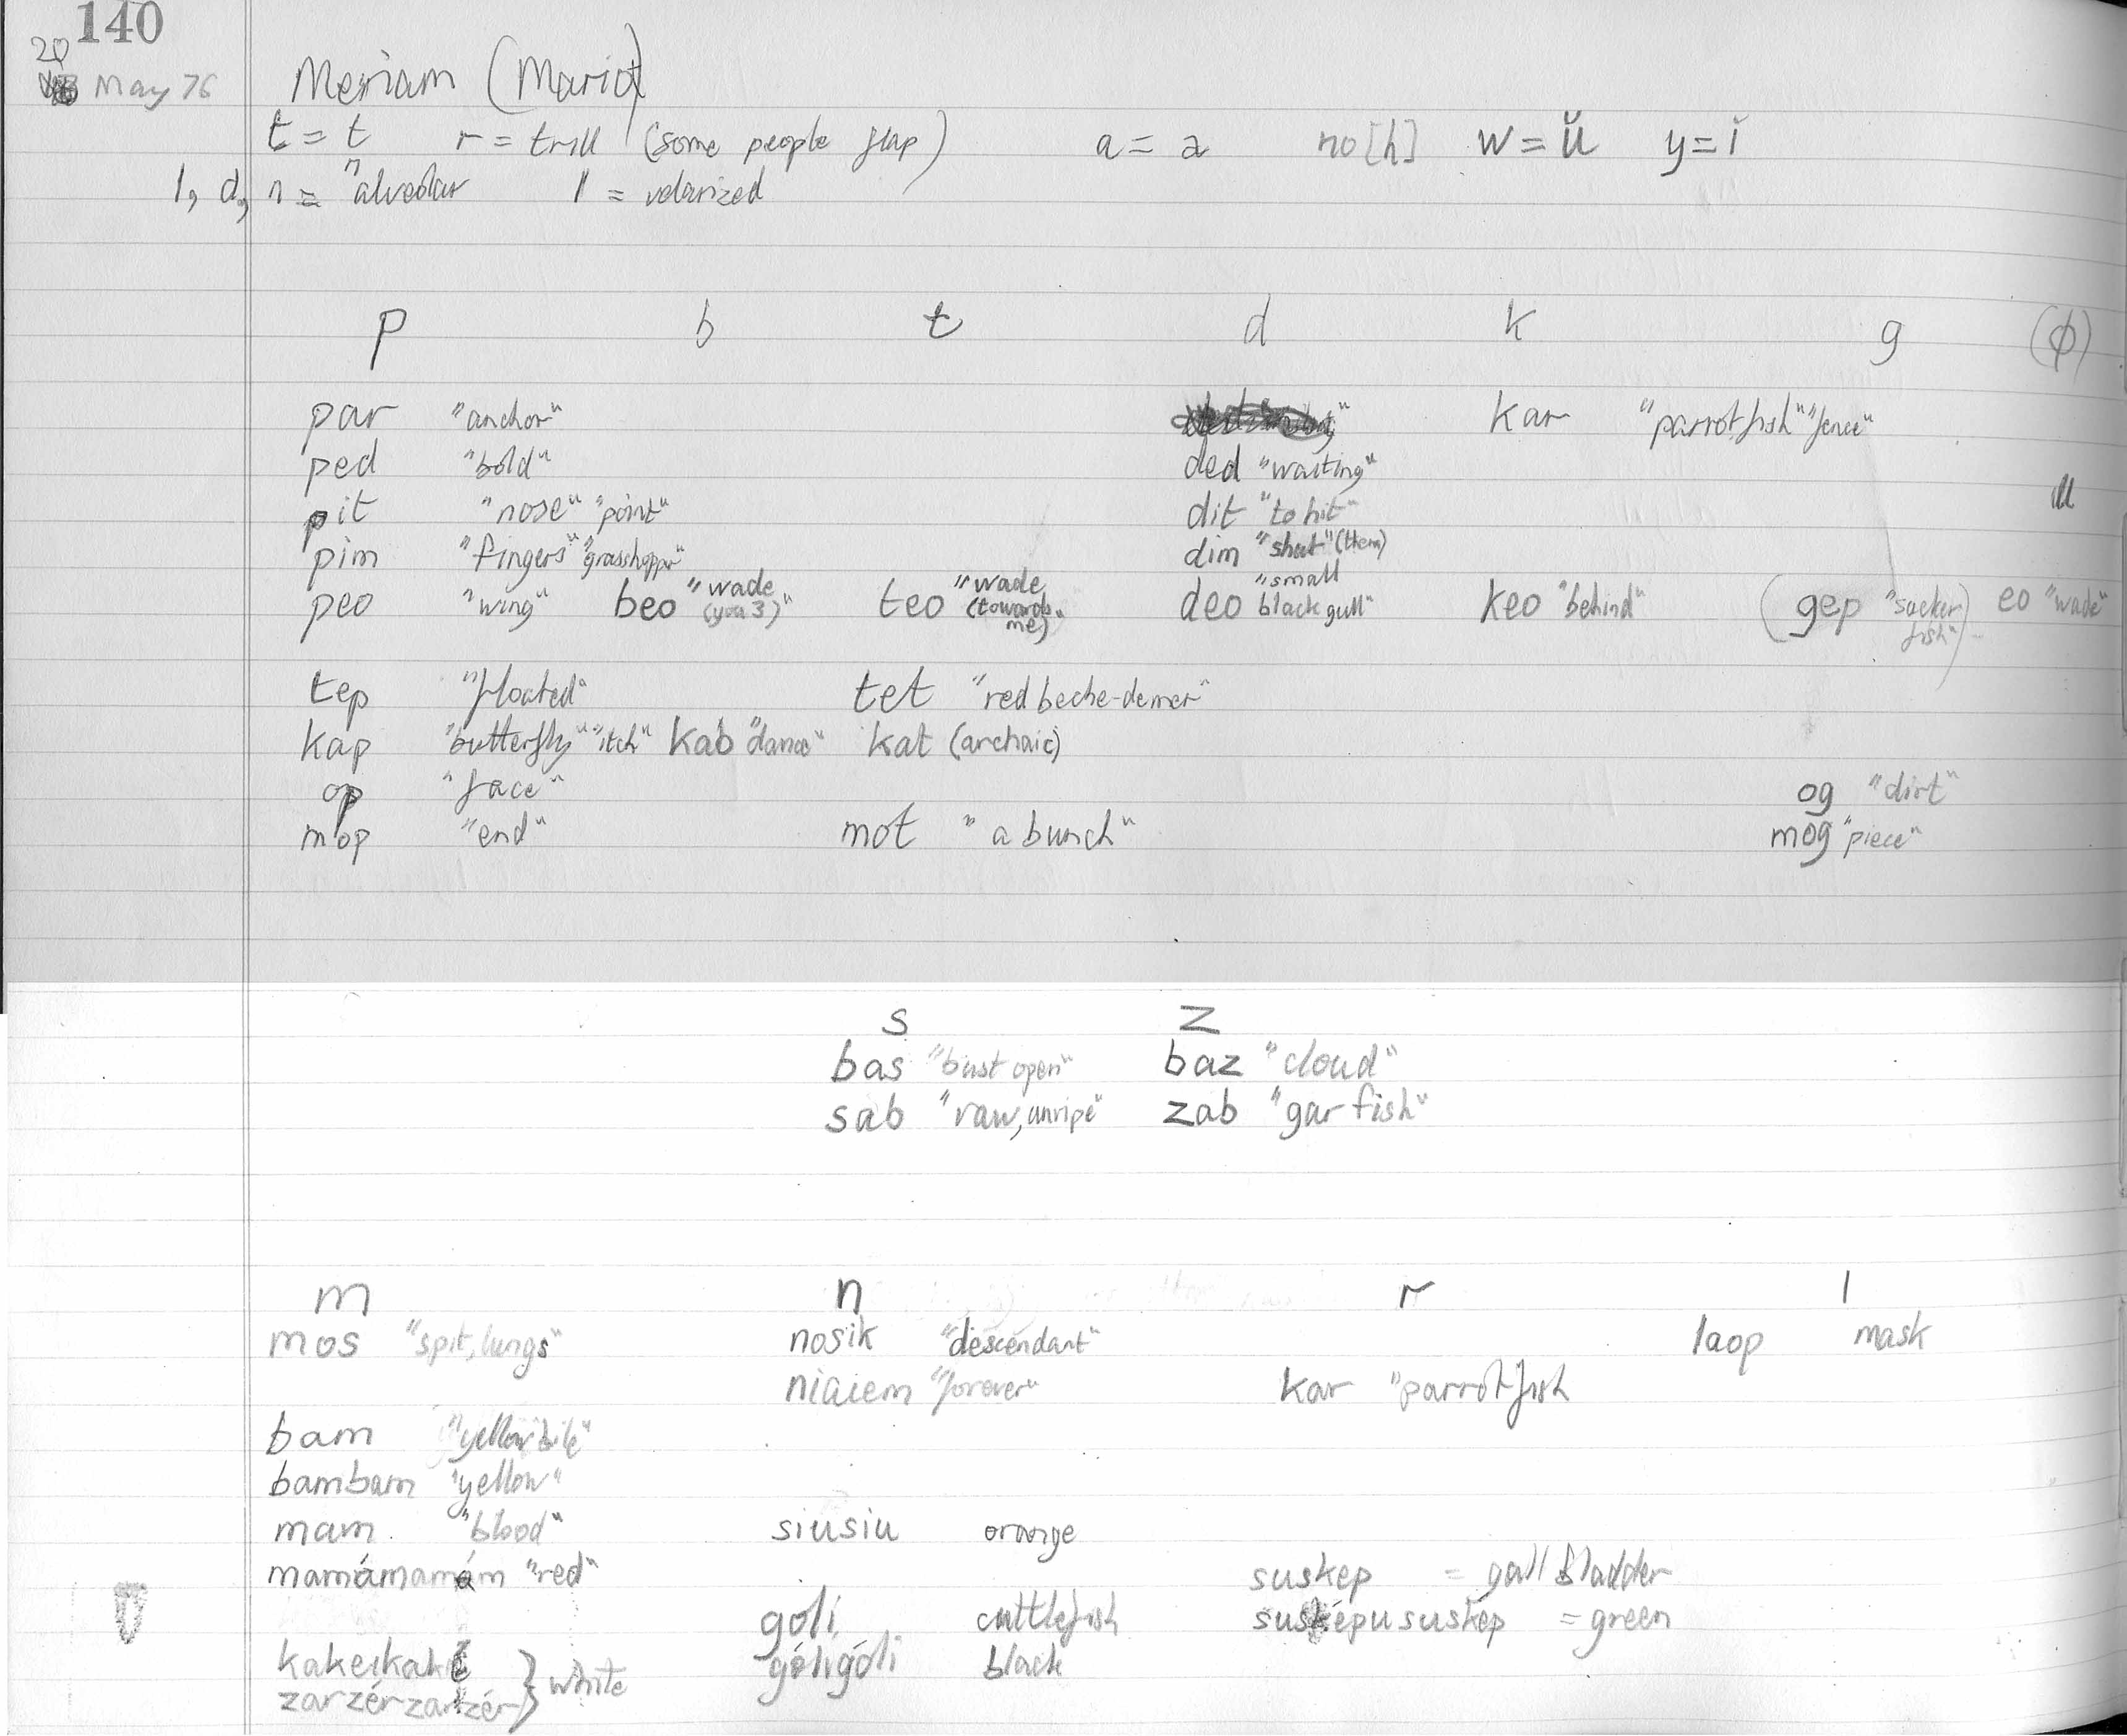 140
20
May 76
Meriam (Mariot)
t = t r = trill (some people flap) a = a no [h] w = ŭ y = ĭ
l, d, n = "alveolar l = velarized
p b t d k g (ϕ)
par "anchor" kar "parrot fish" "fence"
ped "bold" ded "waiting"
pit "nose" "point" dit "to hit"
pim "fingers" "grasshopper" dim "shut" (them)
peo "wing" beo "wade (you 3)" teo "wade (towards me)" deo "small black gull" keo "behind" (gep "sucker fish") eo "wade"
tep "floated" tet "red beche-demer"
kap "butterfly" "itch" kab "dance" kat (archaic)
op "face" og "dirt"
mop "end" mot "a bunch" mog "piece"
s z
bas "bust open" baz "cloud"
sab "raw, unripe" zab "gar fish"
m n r l
mos "spit, lungs" nosik "descendant" laop mask
niaiem "forever" kar "parrot fish
bam "yellow bile"
bambam "yellow"
mam "blood" siusiu orange
mamámamám "red" suskep = gall bladder
goli cuttlefish susképu suskép = green
kakeikak góligóli black
zarzérzarzér } white